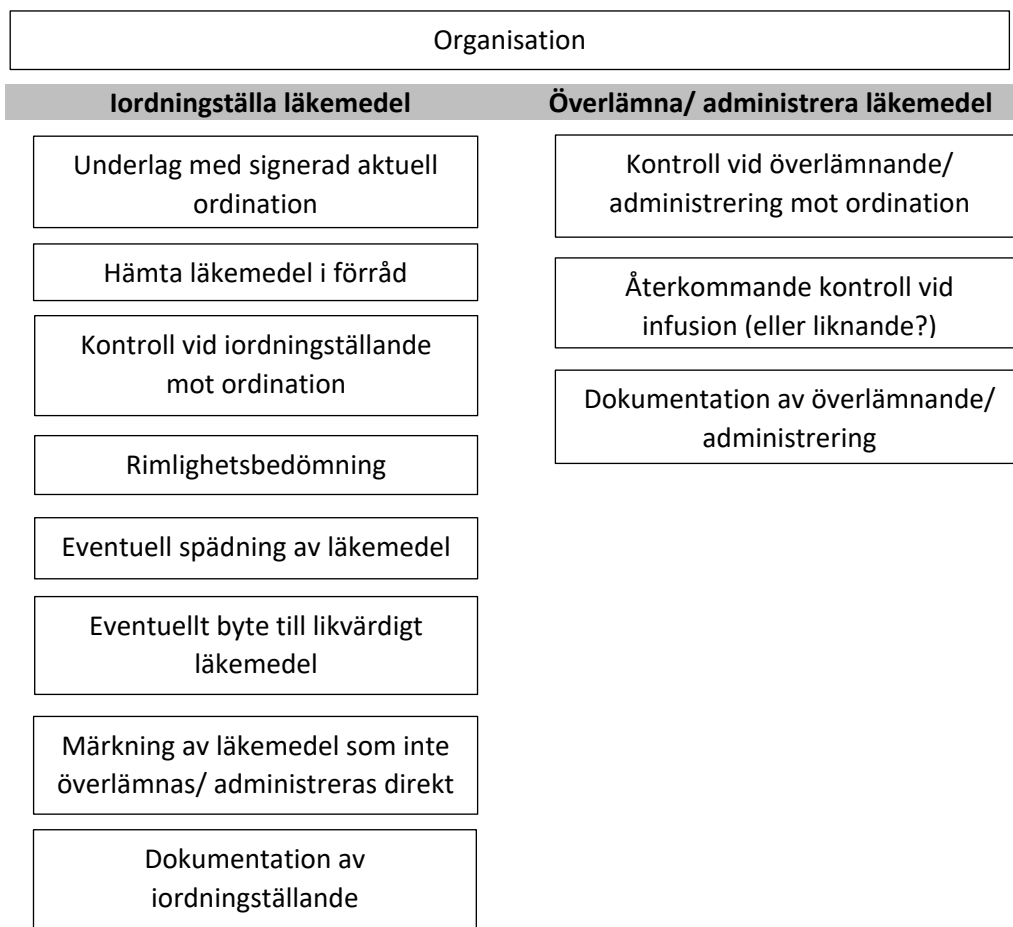 Organisation
Iordningställa läkemedel
Överlämna/ administrera läkemedel
Underlag med signerad aktuell
ordination
Hämta läkemedel i förråd
Kontroll vid iordningställande
mot ordination
Rimlighetsbedömning
Eventuell spädning av läkemedel
Eventuellt byte till likvärdigt
läkemedel
Märkning av läkemedel som inte
överlämnas/ administreras direkt
Dokumentation av
iordningställande
Kontroll vid överlämnande/
administrering mot ordination
Återkommande kontroll vid
infusion (eller liknande?)
Dokumentation av överlämnande/
administrering